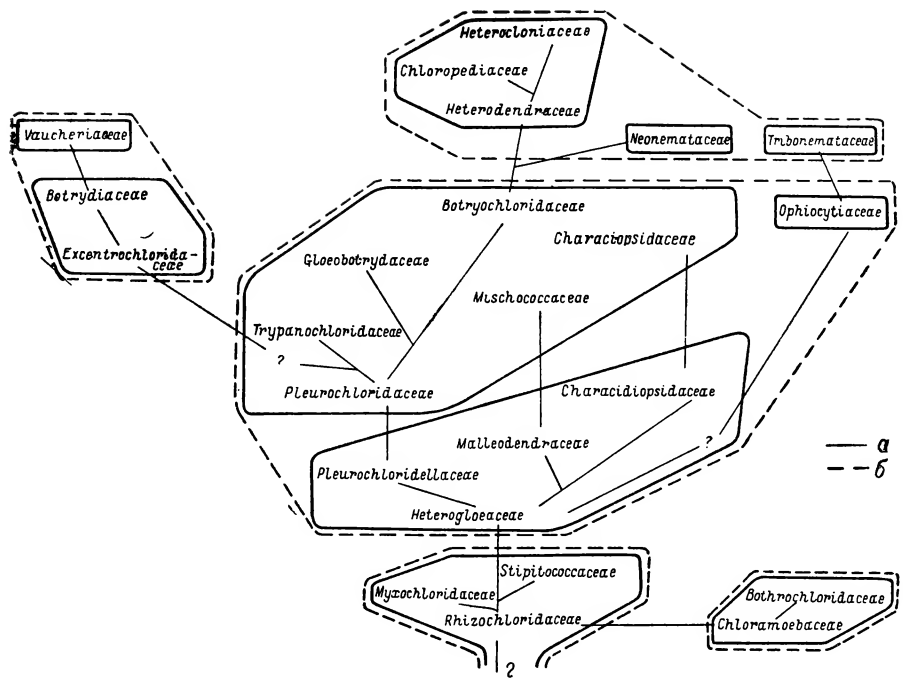 Heterocloniaceae
Chloropediaceae
Heterodendraceae
Vaucheriaceae
Neonemataceae
Tribonemataceae
Botrydiaceae
Botryochloridaceae
Ophiocytiaceae
Characiopsidaceae
Excentrochlorida-
ceae
Gloeobotrydaceae
Mischococcaceae
Trypanochloridaceae
?
Pleurochloridaceae
Characidiopsidaceae
Malleodendraceae
?
а
б
Pleurochloridellaceae
Heterogloeaceae
Stipitococcaceae
Myxochloridaceae
Rhizochloridaceae
Bothrochloridaceae
Chloramoebaceae
?